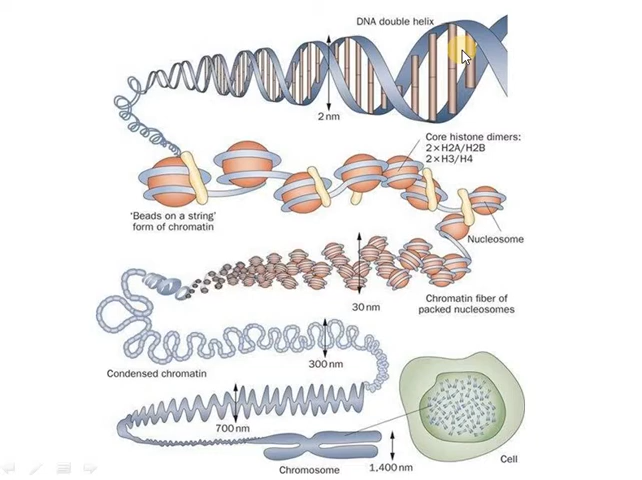 DNA double helix
2 nm
Core histone dimers:
2×H2A/H2B
2×H3/H4
'Beads on a string'
form of chromatin
Nucleosome
30 nm
Chromatin fiber of
packed nucleosomes
300 nm
Condensed chromatin
700 nm
Chromosome
1,400 nm
Cell